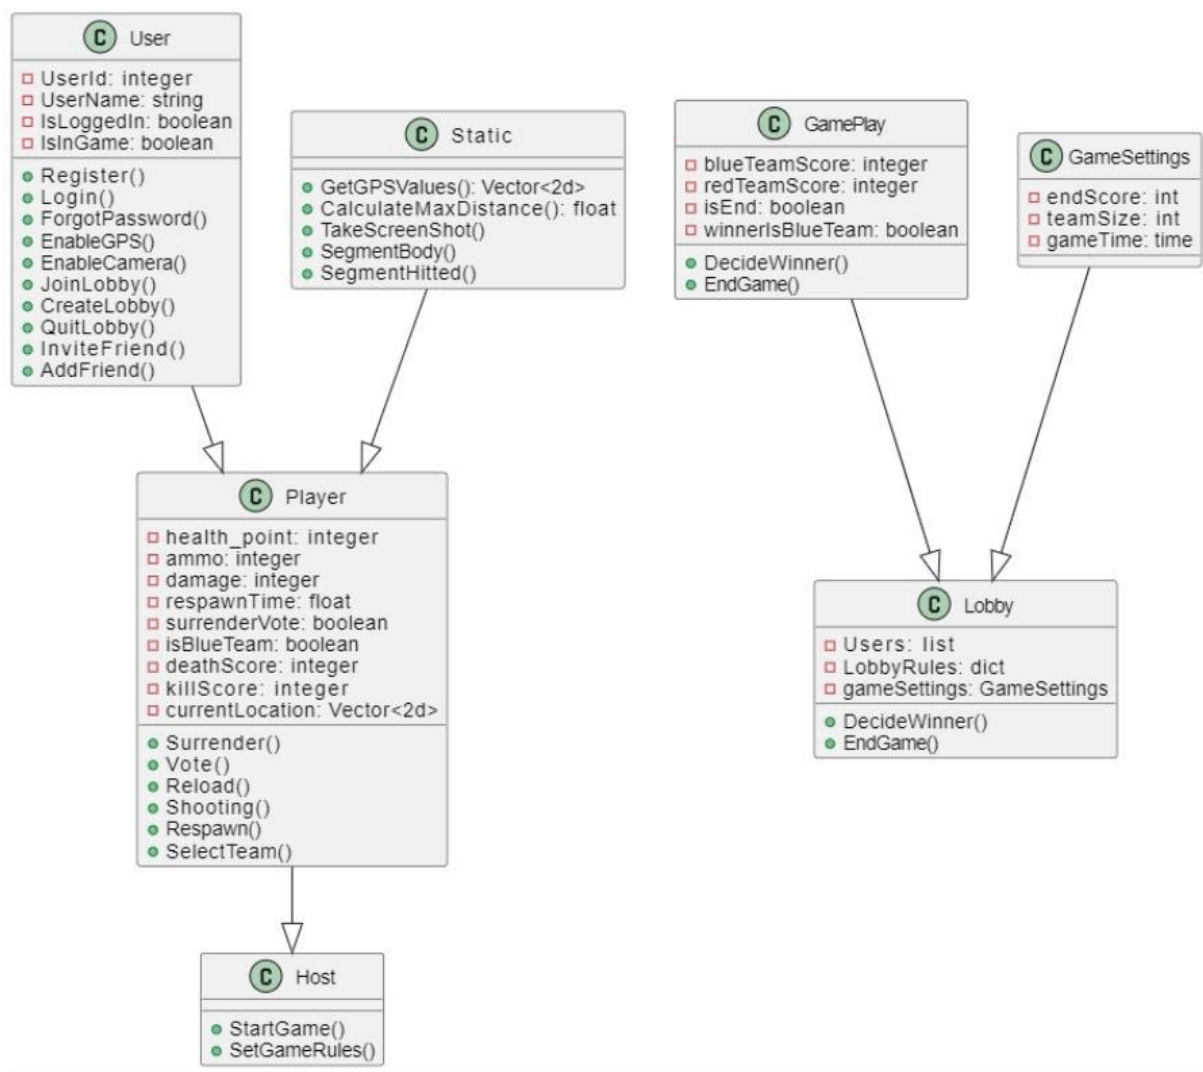 C User
UserId: integer
UserName: string
IsLoggedIn: boolean
IsInGame: boolean
Register()
Login()
ForgotPassword()
EnableGPS()
EnableCamera()
JoinLobby()
CreateLobby()
QuitLobby()
InviteFriend()
AddFriend()
C Static
GetGPSValues(): Vector<2d>
CalculateMaxDistance(): float
TakeScreenShot()
SegmentBody()
SegmentHitted()
C GamePlay
blueTeamScore: integer
redTeamScore: integer
isEnd: boolean
winnerIsBlueTeam: boolean
DecideWinner()
EndGame()
C GameSettings
endScore: int
teamSize: int
gameTime: time
C Player
health_point: integer
ammo: integer
damage: integer
respawnTime: float
surrenderVote: boolean
isBlueTeam: boolean
deathScore: integer
killScore: integer
currentLocation: Vector<2d>
Surrender()
Vote()
Reload()
Shooting()
Respawn()
SelectTeam()
C Lobby
Users: list
LobbyRules: dict
gameSettings: GameSettings
DecideWinner()
EndGame()
C Host
StartGame()
SetGameRules()